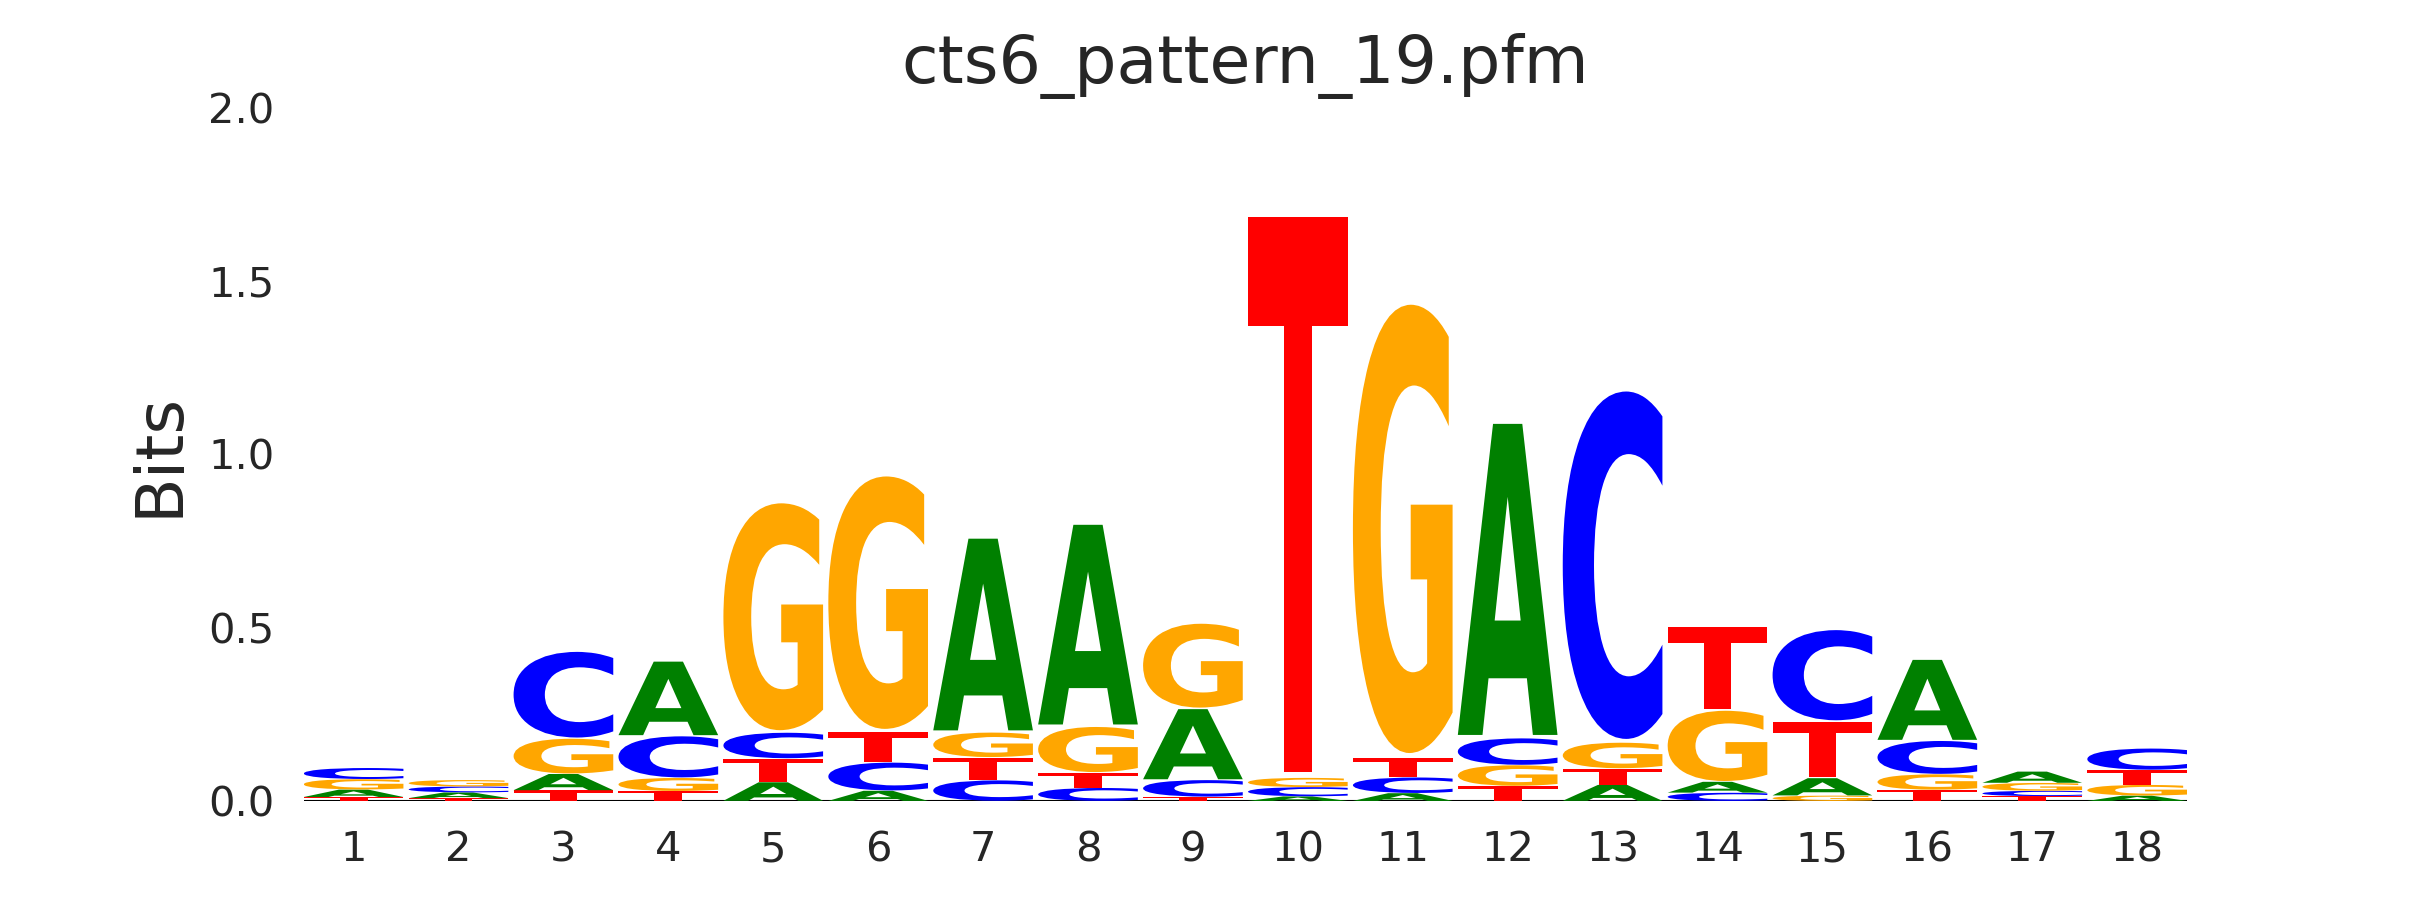 cts6_pattern_19.pfm
2.0
1.5
1.0
0.5
0.0
Bits
1 2 3 4 5 6 7 8 9 10 11 12 13 14 15 16 17 18
C G C A G G A A G T G A C T C A A C
G C G C C T G G A G T C G G T C G T
A A A G T C T T C C C G T A A G C G
T T T T A A C C T A A T A C G T T A